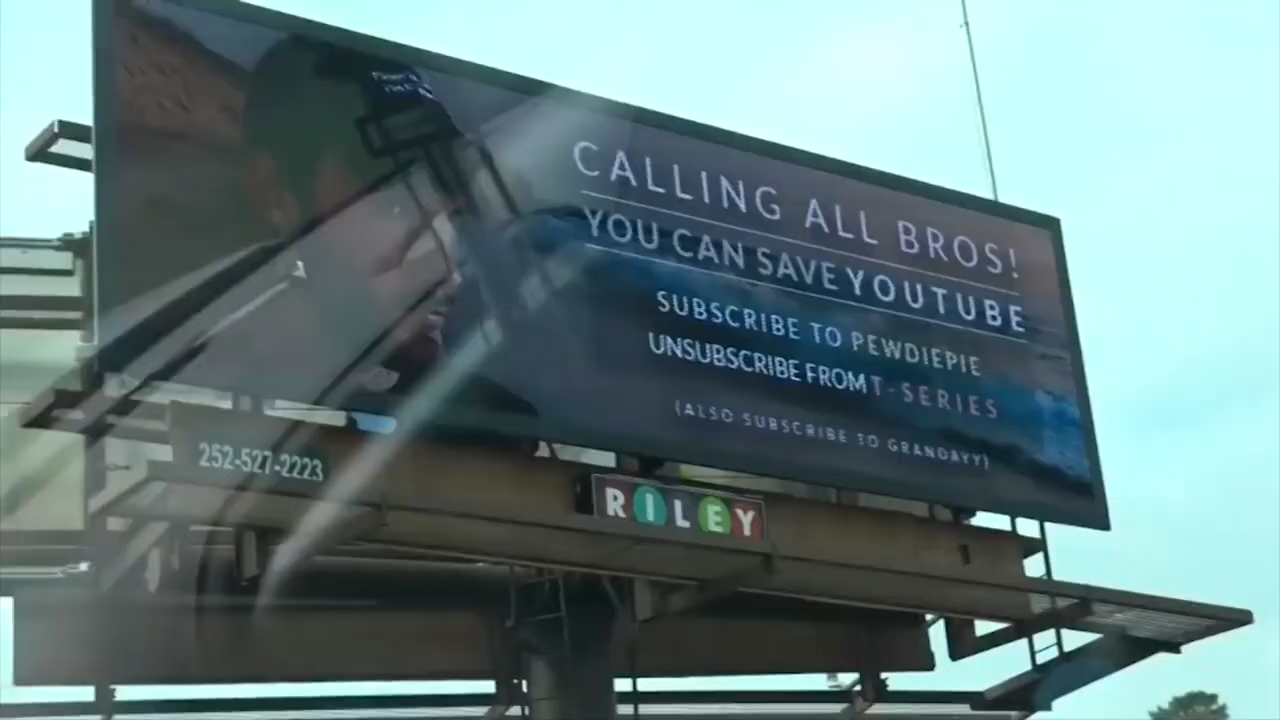 CALLING ALL BROS!
YOU CAN SAVE YOUTUBE
SUBSCRIBE TO PEWDIEPIE
UNSUBSCRIBE FROM T-SERIES
(ALSO SUBSCRIBE TO GRANDAYY)
252-527-2223
RILEY